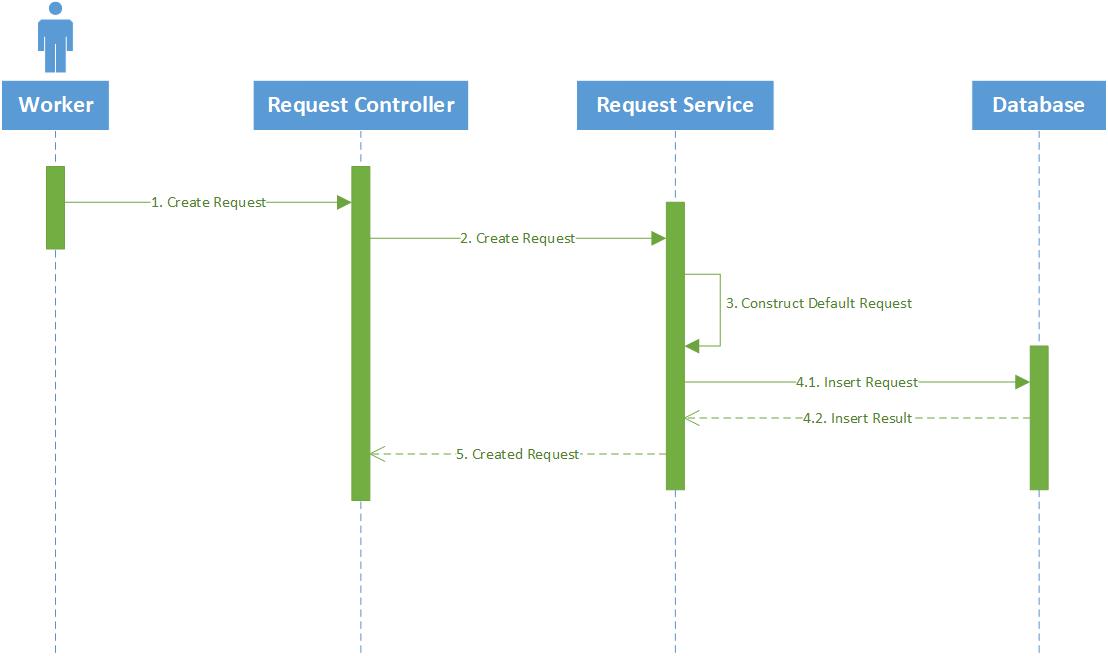 Worker
Request Controller
Request Service
Database
1. Create Request
2. Create Request
3. Construct Default Request
4.1. Insert Request
4.2. Insert Result
5. Created Request